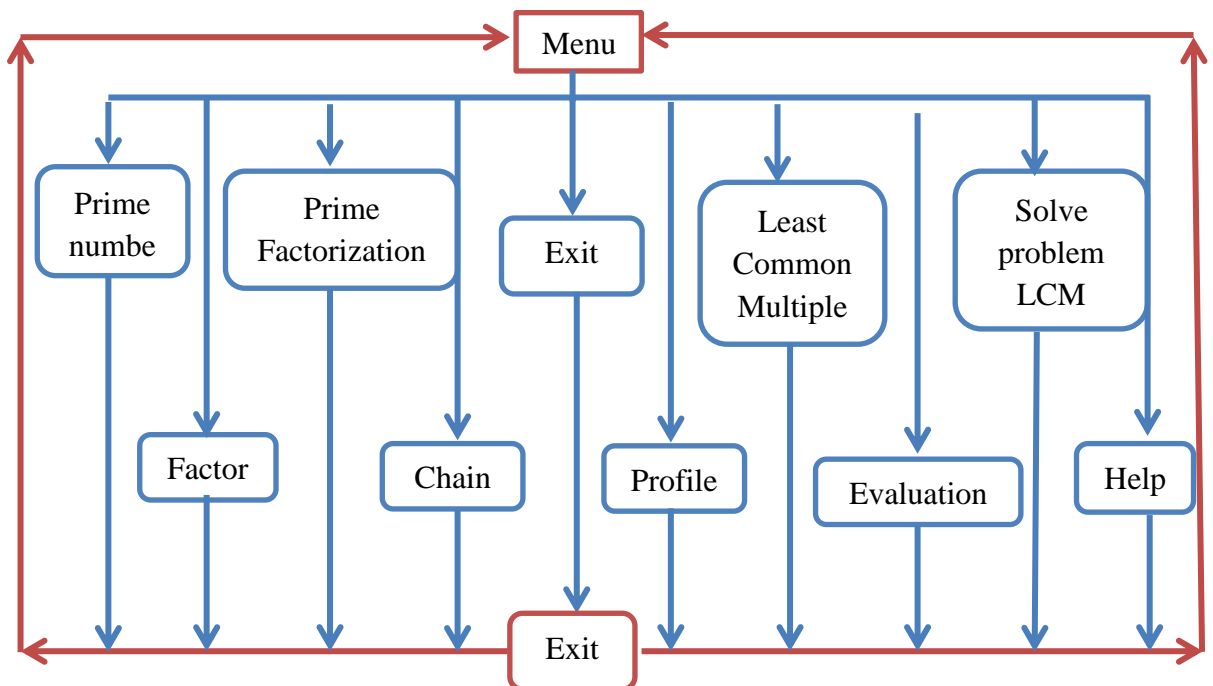 Menu
Prime
numbe
Prime
Factorization
Exit
Least
Common
Multiple
Solve
problem
LCM
Factor
Chain
Profile
Evaluation
Help
Exit